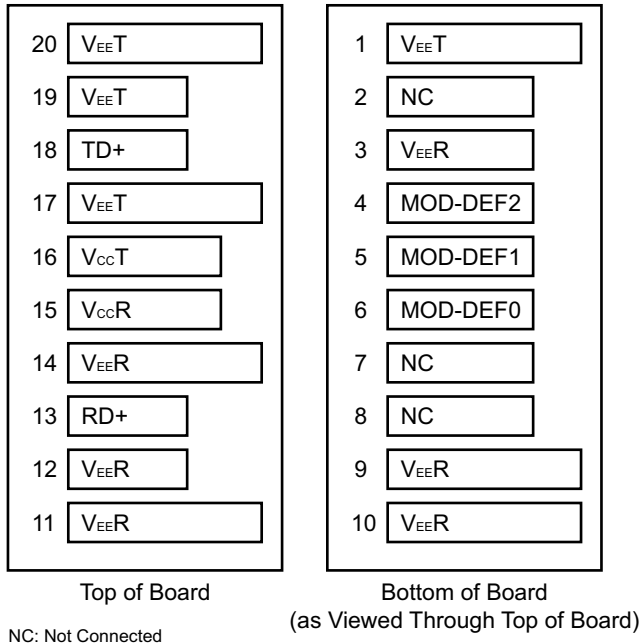 20 VEET
19 VEET
18 TD+
17 VEET
16 VCCT
15 VCCR
14 VEER
13 RD+
12 VEER
11 VEER
Top of Board
1 VEET
2 NC
3 VEER
4 MOD-DEF2
5 MOD-DEF1
6 MOD-DEF0
7 NC
8 NC
9 VEER
10 VEER
Bottom of Board
(as Viewed Through Top of Board)
NC: Not Connected